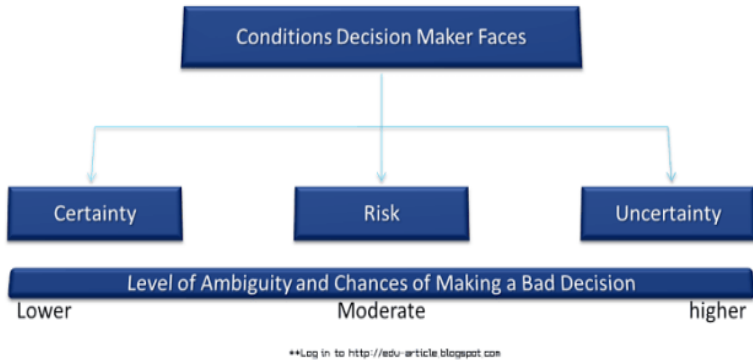 Conditions Decision Maker Faces
Certainty Risk Uncertainty
Level of Ambiguity and Chances of Making a Bad Decision
Lower Moderate higher
**Log in to http://edu-article.blogspot.com